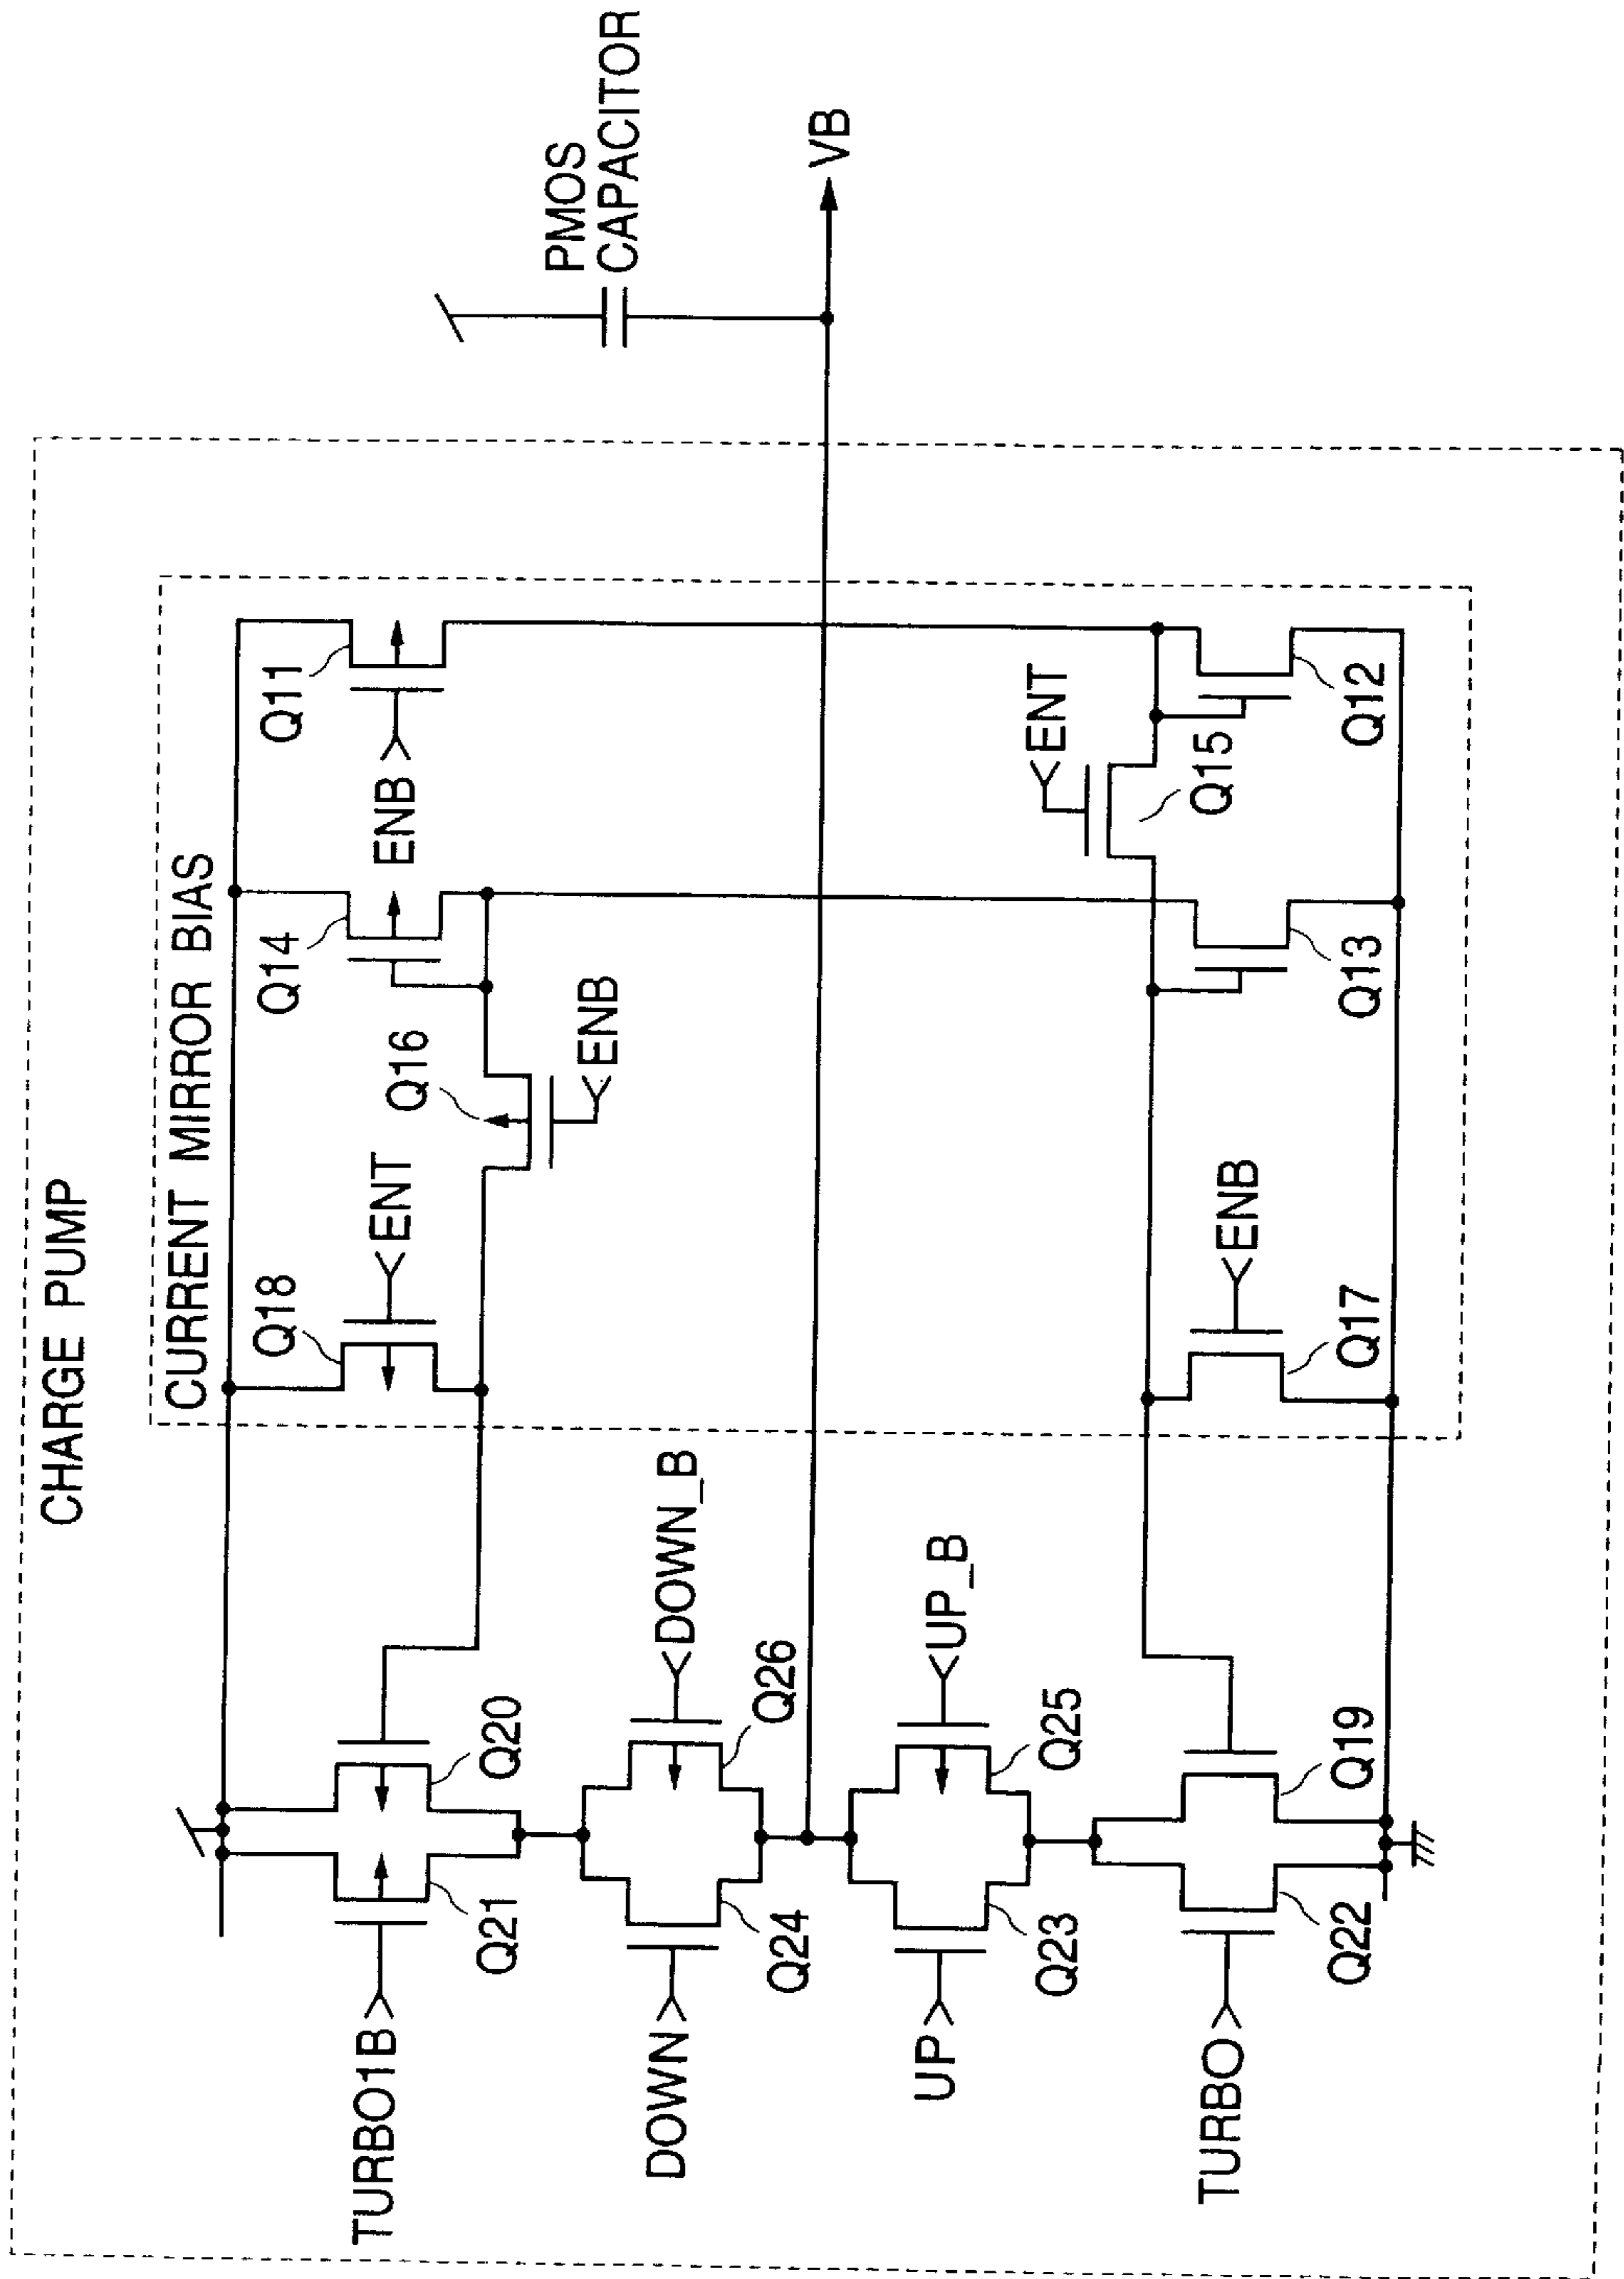 CHARGE PUMP
CURRENT MIRROR BIAS
PMOS
CAPACITOR
VB
TURBO1B
Q21
Q20
Q18
ENT
Q16
ENB
Q14
ENB
Q11
DOWN
Q24
Q26
DOWN_B
UP
Q23
Q25
UP_B
TURBO
Q22
Q19
Q17
ENB
Q13
Q15
ENT
Q12